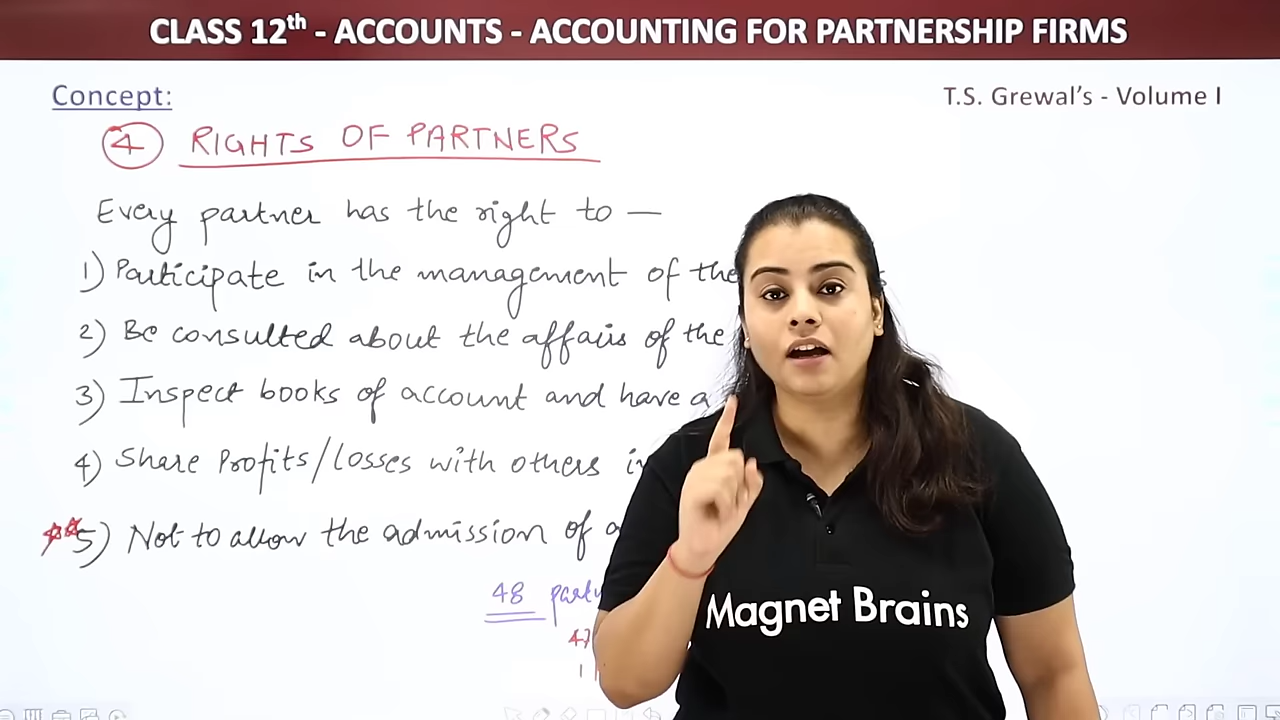 CLASS 12th - ACCOUNTS - ACCOUNTING FOR PARTNERSHIP FIRMS
Concept:
T.S. Grewal's - Volume I
4 RIGHTS OF PARTNERS
Every partner has the right to —
1) Participate in the management of the
2) Be consulted about the affairs of the
3) Inspect books of account and have a
4) Share Profits/losses with others
5) Not to allow the admission of
48
47
1
Magnet Brains